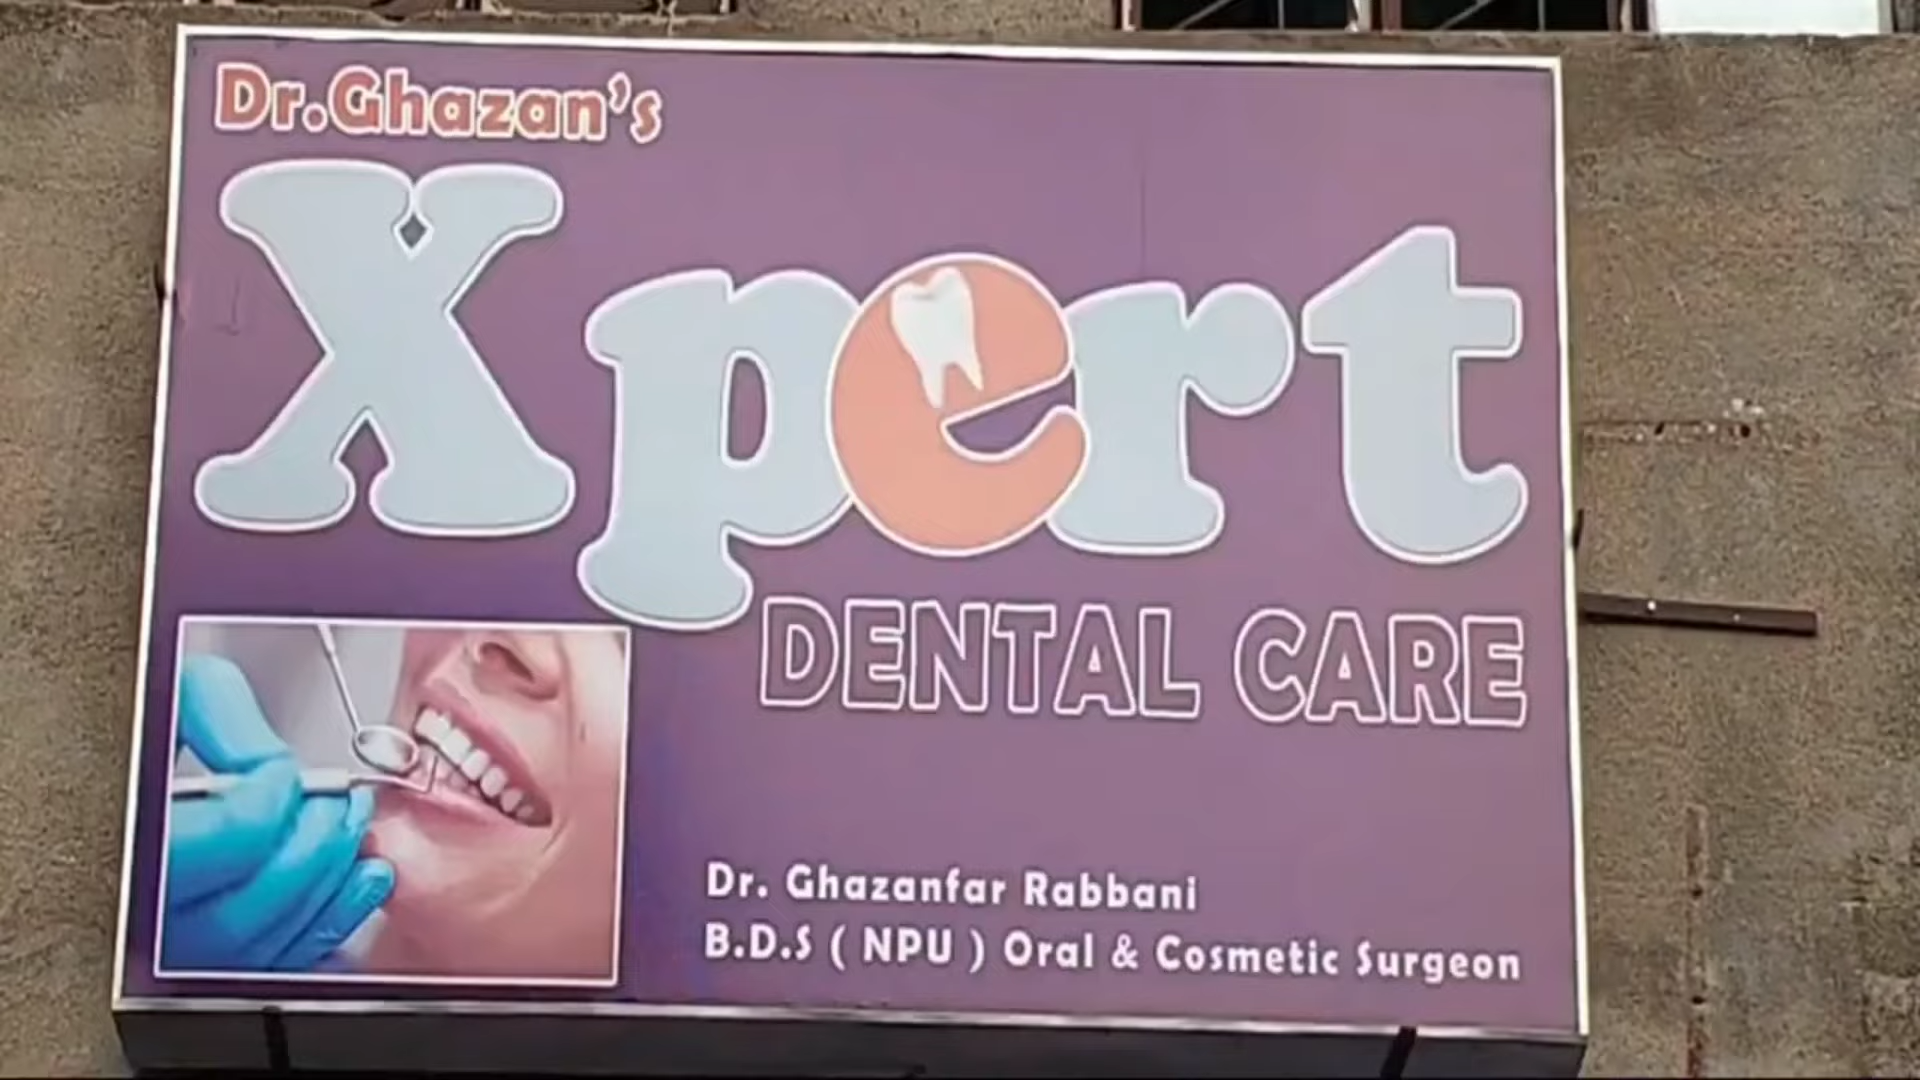 Dr.Ghazan's
Xpert
DENTAL CARE
Dr. Ghazanfar Rabbani
B.D.S ( NPU ) Oral & Cosmetic Surgeon